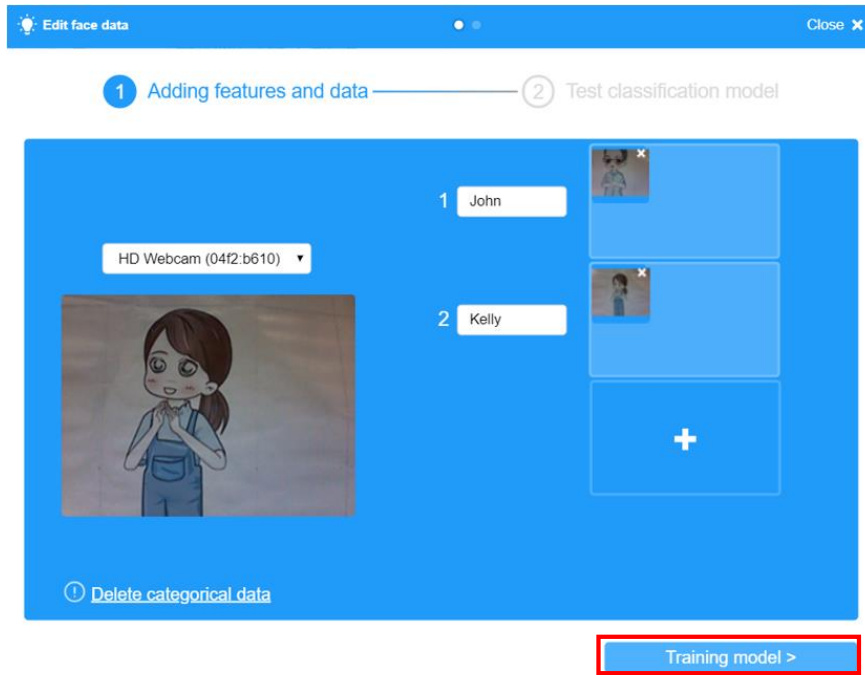 Edit face data
Close ×
1 Adding features and data
2 Test classification model
1 John
HD Webcam (04f2:b610)
2 Kelly
! Delete categorical data
Training model >